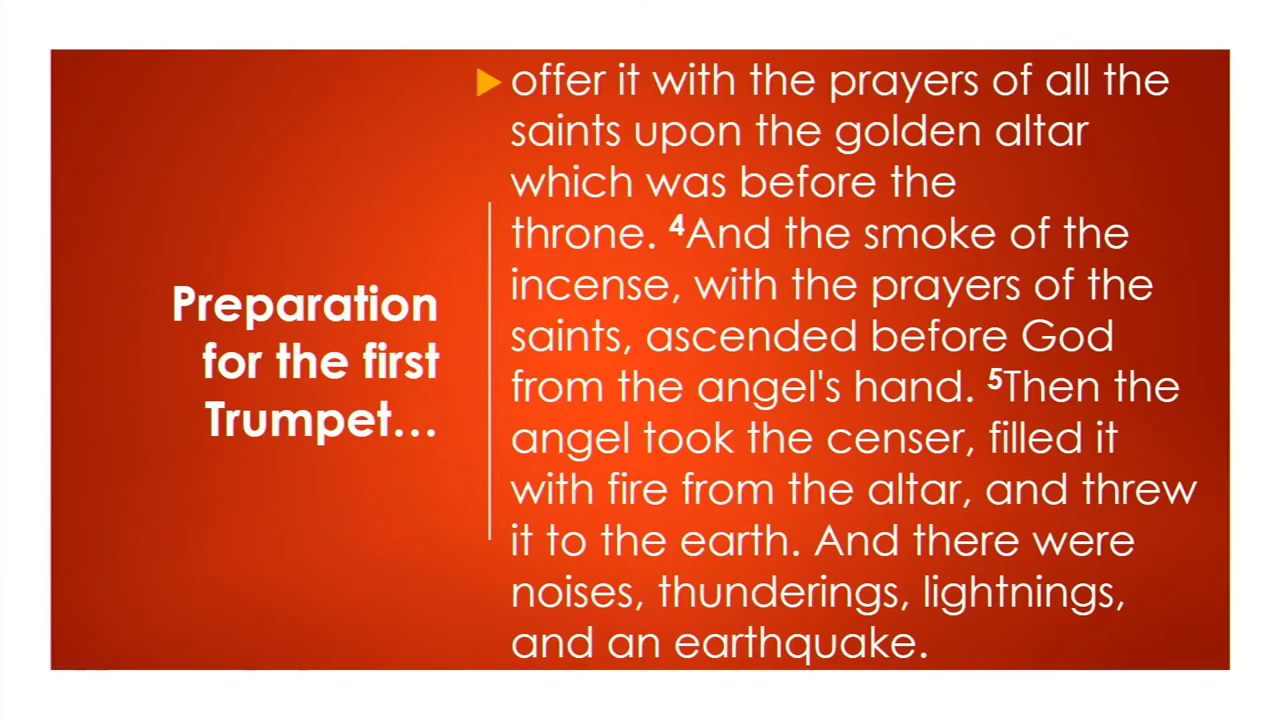 Preparation
for the first
Trumpet…
offer it with the prayers of all the
saints upon the golden altar
which was before the
throne. 4And the smoke of the
incense, with the prayers of the
saints, ascended before God
from the angel's hand. 5Then the
angel took the censer, filled it
with fire from the altar, and threw
it to the earth. And there were
noises, thunderings, lightnings,
and an earthquake.